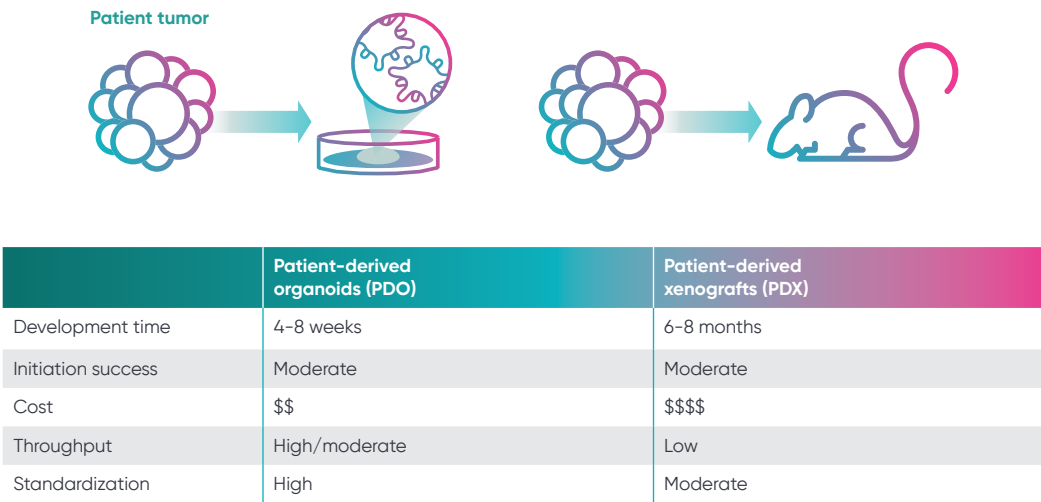 Patient tumor
Patient-derived
organoids (PDO)
Patient-derived
xenografts (PDX)
Development time 4-8 weeks 6-8 months
Initiation success Moderate Moderate
Cost $$ $$$$
Throughput High/moderate Low
Standardization High Moderate